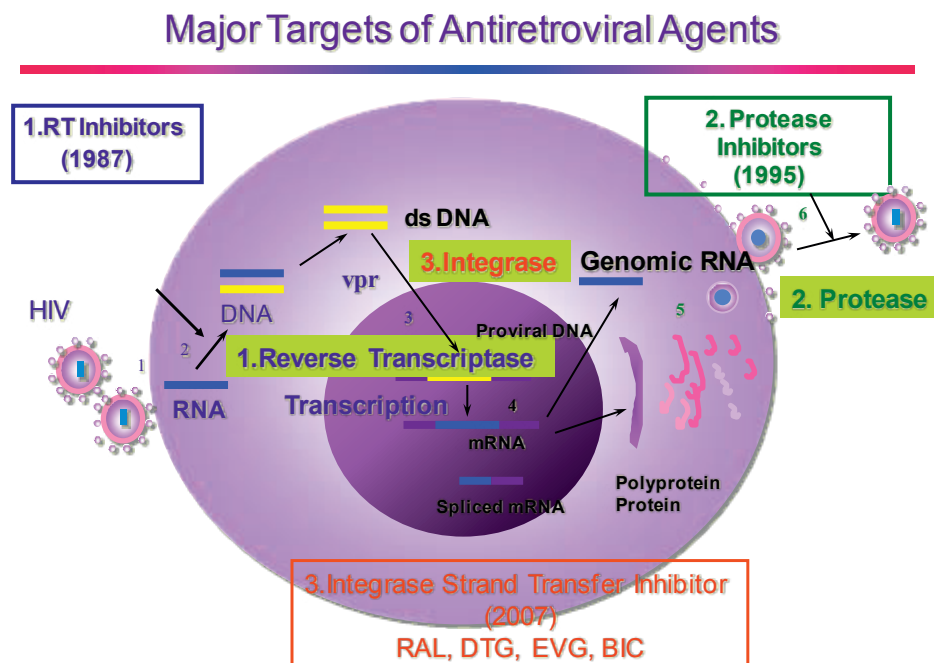 Major Targets of Antiretroviral Agents
1.RT Inhibitors
(1987)
2. Protease
Inhibitors
(1995)
6
ds DNA
3.Integrase
Genomic RNA
vpr
2. Protease
HIV
DNA
3
Proviral DNA
5
1
2
1.Reverse Transcriptase
RNA
Transcription
4
mRNA
Polyprotein
Protein
Spliced mRNA
3.Integrase Strand Transfer Inhibitor
(2007)
RAL, DTG, EVG, BIC